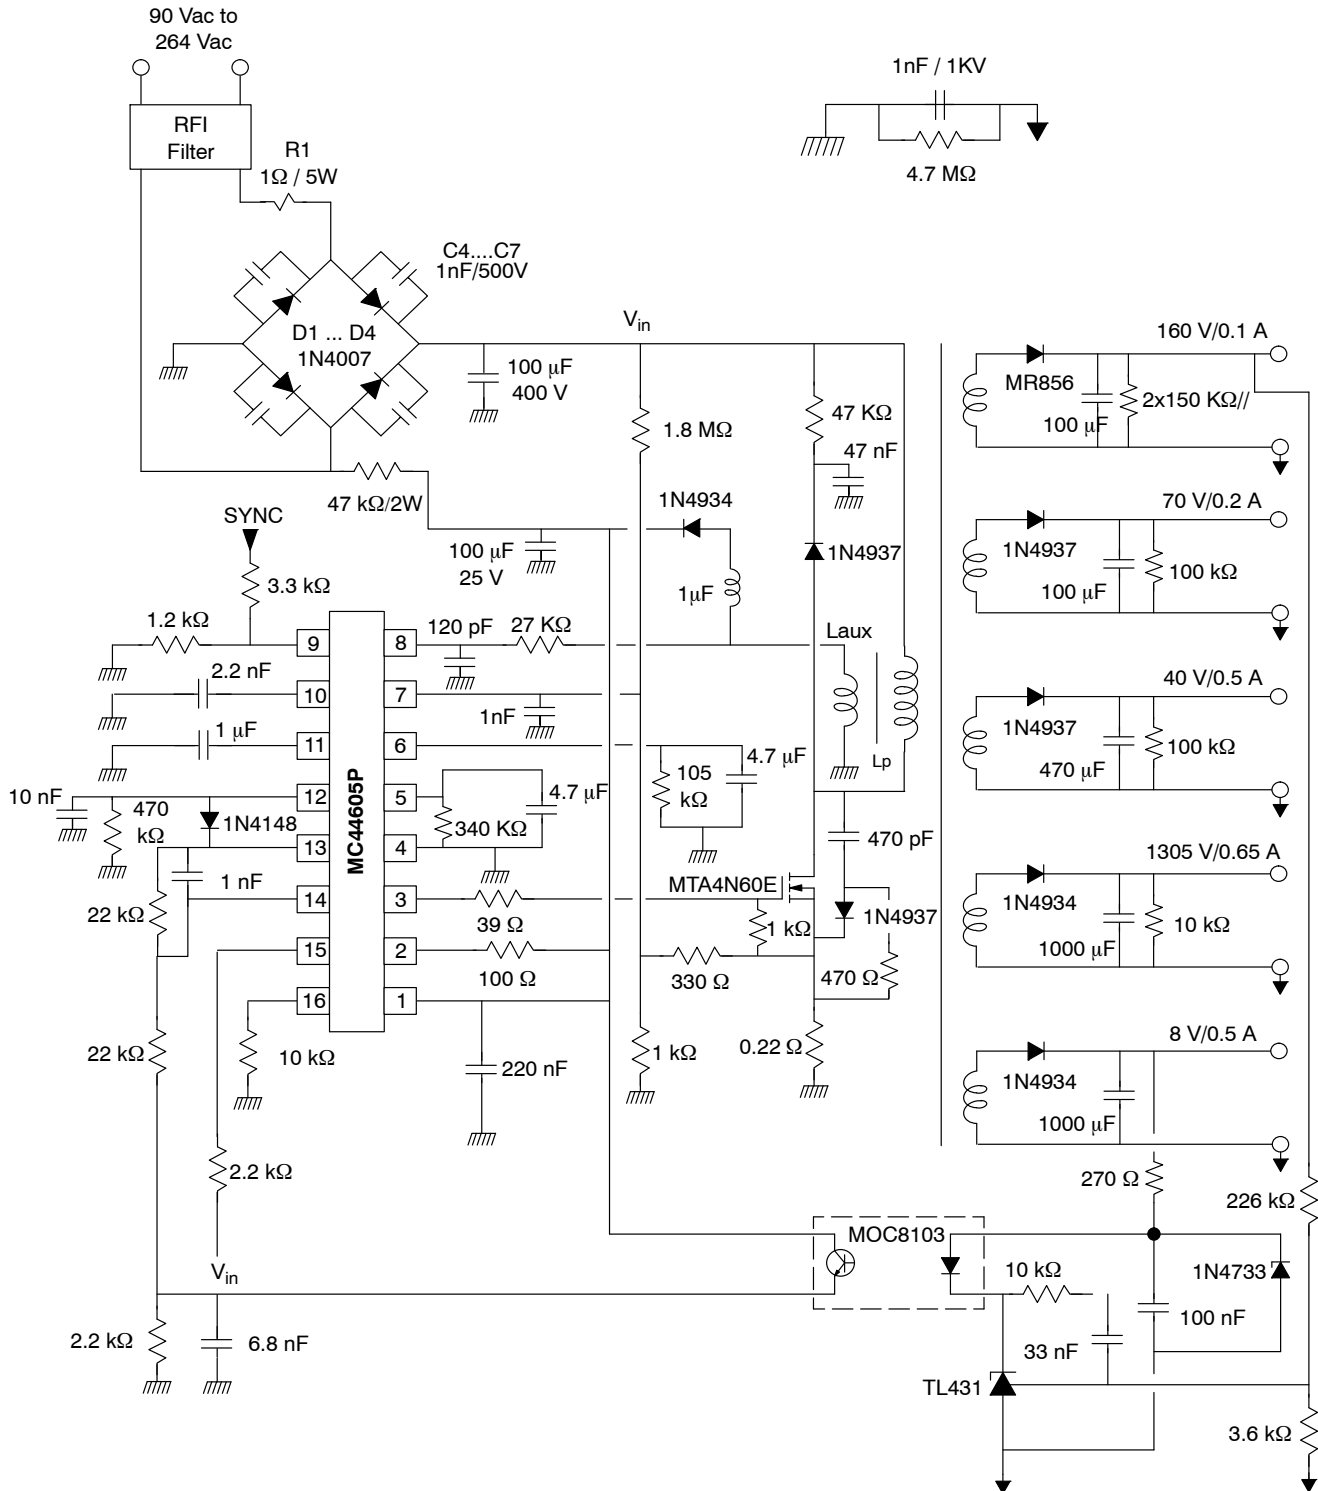 90 Vac to
264 Vac
RFI
Filter
R1
1Ω / 5W
1nF / 1KV
4.7 MΩ
C4....C7
1nF/500V
D1 ... D4
1N4007
Vin
100 µF
400 V
1.8 MΩ
47 KΩ
47 nF
160 V/0.1 A
MR856
100 µF
2x150 KΩ//
47 kΩ/2W
1N4934
SYNC
100 µF
25 V
1µF
1N4937
70 V/0.2 A
1N4937
100 µF
100 kΩ
3.3 kΩ
1.2 kΩ
9
8
120 pF
27 KΩ
Laux
2.2 nF
10
7
1nF
1 µF
11
6
Lp
40 V/0.5 A
1N4937
470 µF
100 kΩ
105
kΩ
4.7 µF
10 nF
470
kΩ
12
5
4.7 µF
1N4148
340 KΩ
13
4
MC44605P
470 pF
1 nF
14
3
MTA4N60E
1N4937
1305 V/0.65 A
1N4934
1000 µF
10 kΩ
22 kΩ
39 Ω
1 kΩ
15
2
100 Ω
330 Ω
470 Ω
16
1
22 kΩ
10 kΩ
220 nF
1 kΩ
0.22 Ω
8 V/0.5 A
1N4934
1000 µF
2.2 kΩ
270 Ω
226 kΩ
MOC8103
Vin
10 kΩ
1N4733
2.2 kΩ
6.8 nF
100 nF
33 nF
TL431
3.6 kΩ